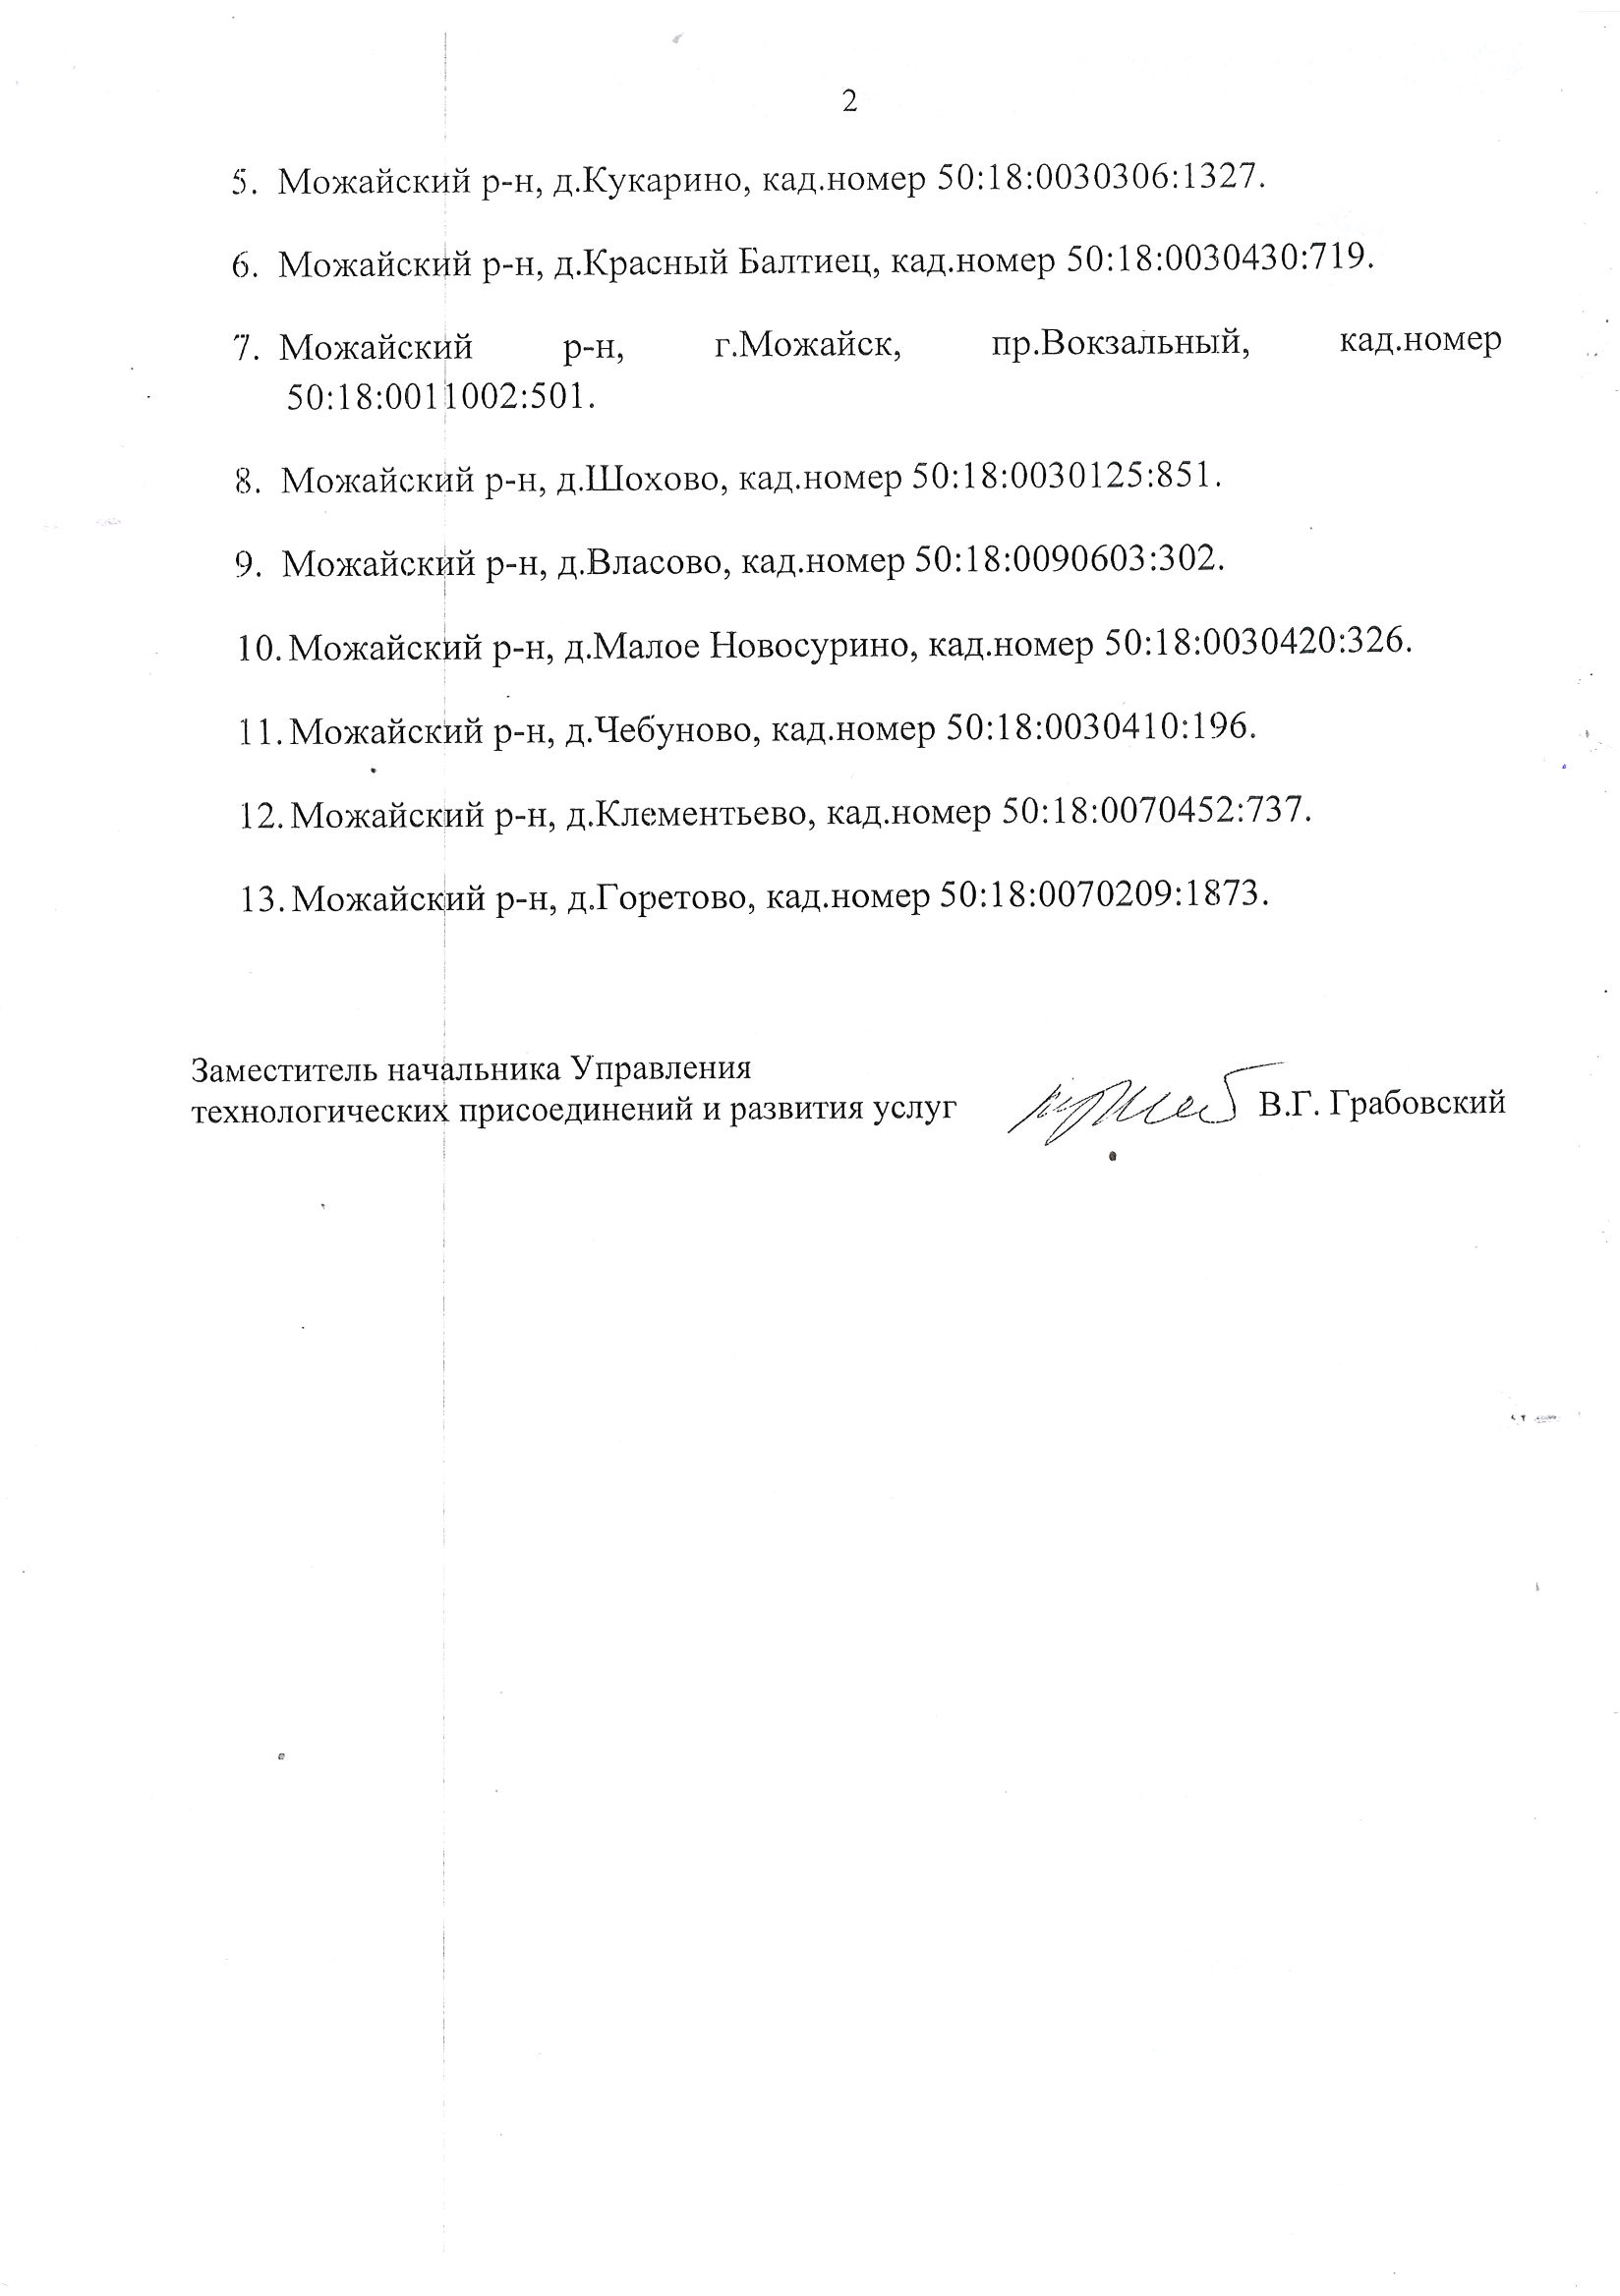 2
5. Можайский р-н, д.Кукарино, кад.номер 50:18:0030306:1327.
6. Можайский р-н, д.Красный Балтиец, кад.номер 50:18:0030430:719.
7. Можайский р-н, г.Можайск, пр.Вокзальный, кад.номер
50:18:0011002:501.
8. Можайский р-н, д.Шохово, кад.номер 50:18:0030125:851.
9. Можайский р-н, д.Власово, кад.номер 50:18:0090603:302.
10. Можайский р-н, д.Малое Новосурино, кад.номер 50:18:0030420:326.
11. Можайский р-н, д.Чебуново, кад.номер 50:18:0030410:196.
12. Можайский р-н, д.Клементьево, кад.номер 50:18:0070452:737.
13. Можайский р-н, д.Горетово, кад.номер 50:18:0070209:1873.
Заместитель начальника Управления
технологических присоединений и развития услуг В.Г. Грабовский